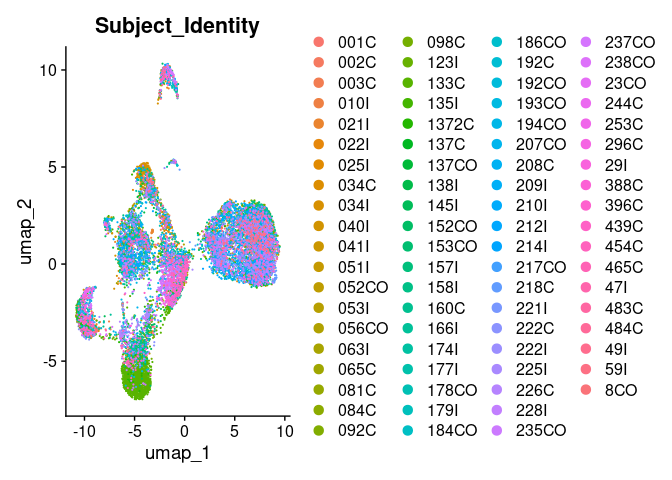 Subject_Identity
umap_2
10
5
0
-5
-10
-5
0
5
10
umap_1
001C
002C
003C
010I
021I
022I
025I
034C
034I
040I
041I
051I
052CO
053I
056CO
063I
065C
081C
084C
092C
098C
123I
133C
135I
1372C
137C
137CO
138I
145I
152CO
153CO
157I
158I
160C
166I
174I
177I
178CO
179I
184CO
186CO
192C
192CO
193CO
194CO
207CO
208C
209I
210I
212I
214I
217CO
218C
221I
222C
222I
225I
226C
228I
235CO
237CO
238CO
23CO
244C
253C
296C
29I
388C
396C
439C
454C
465C
47I
483C
484C
49I
59I
8CO